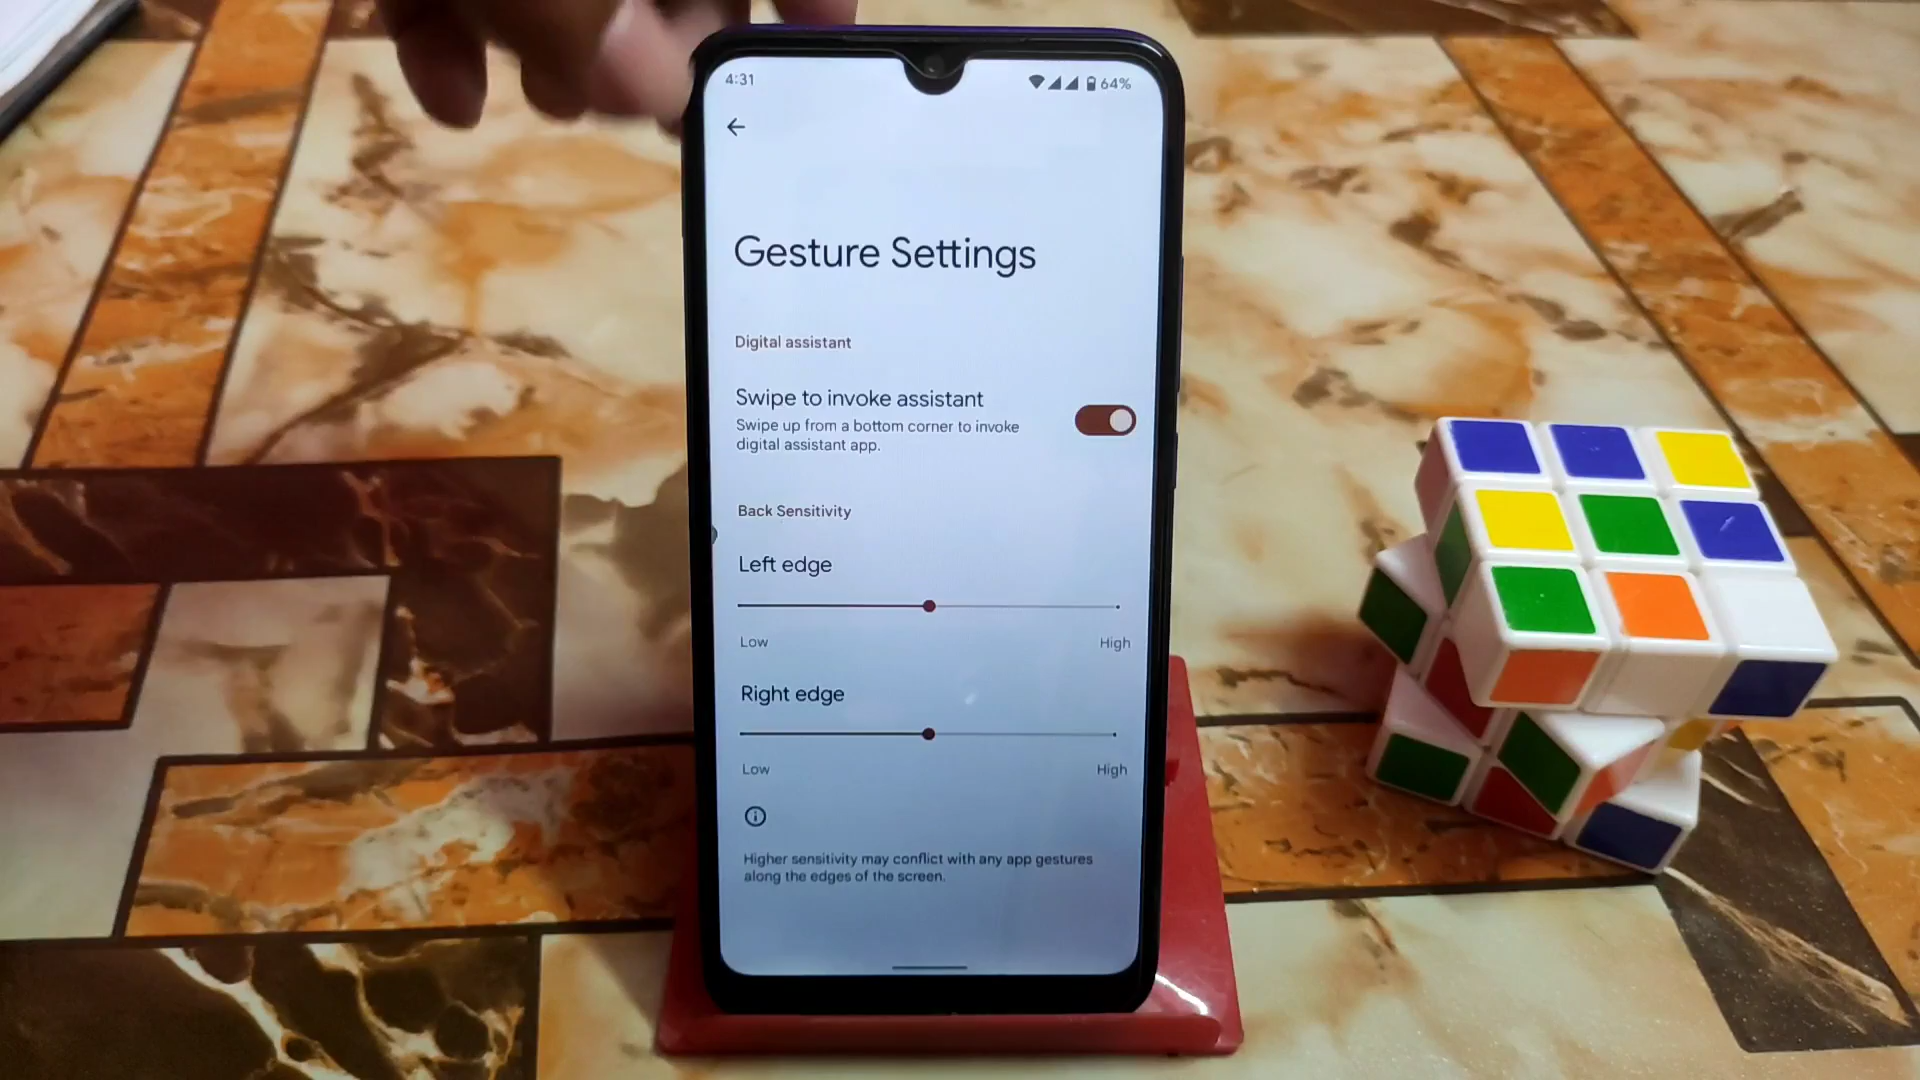 4:31
64%
Gesture Settings
Digital assistant
Swipe to invoke assistant
Swipe up from a bottom corner to invoke
digital assistant app.
Back Sensitivity
Left edge
Low
High
Right edge
Low
High
Higher sensitivity may conflict with any app gestures
along the edges of the screen.